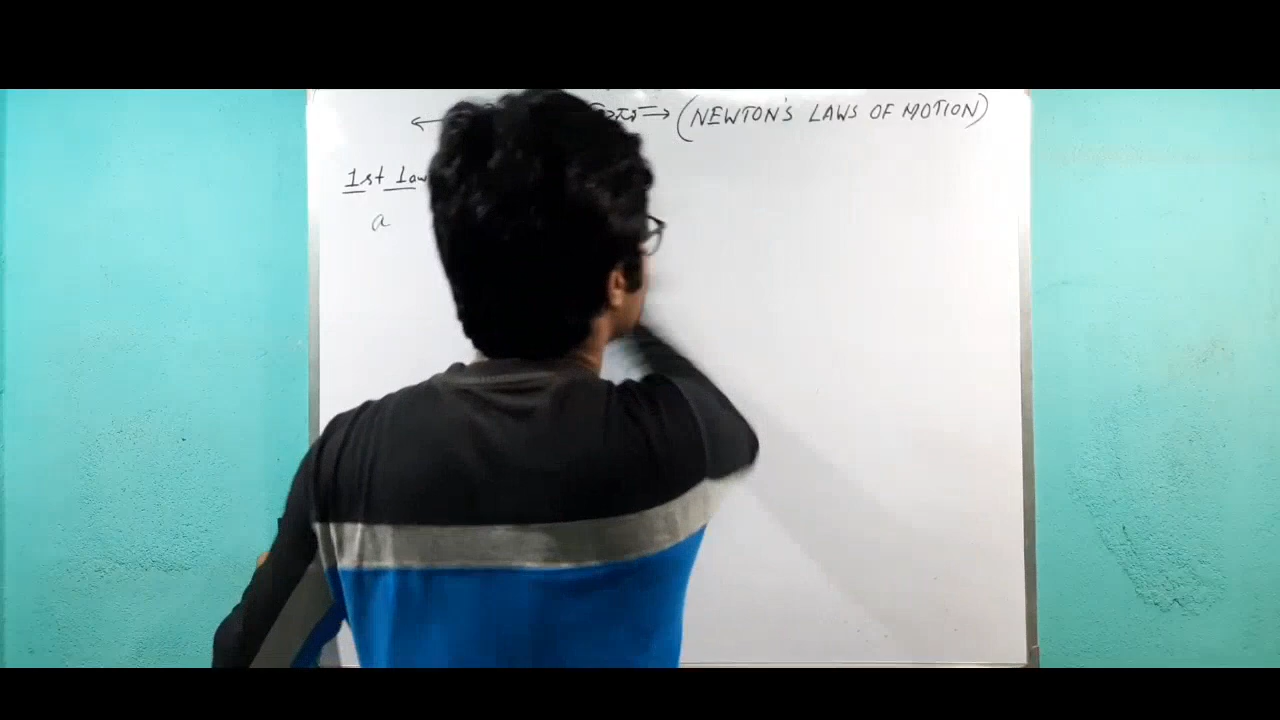 ⇒ (NEWTON'S LAWS OF MOTION)
1st Law
a